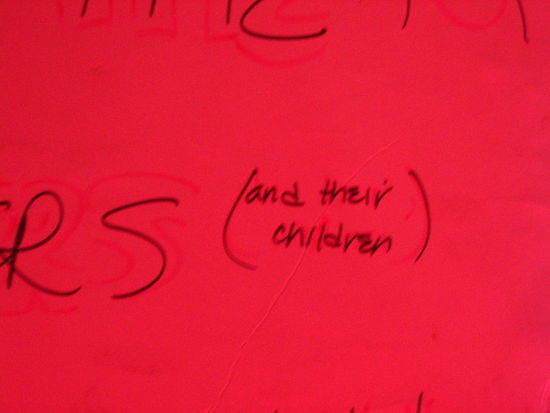 RS (and their
children)